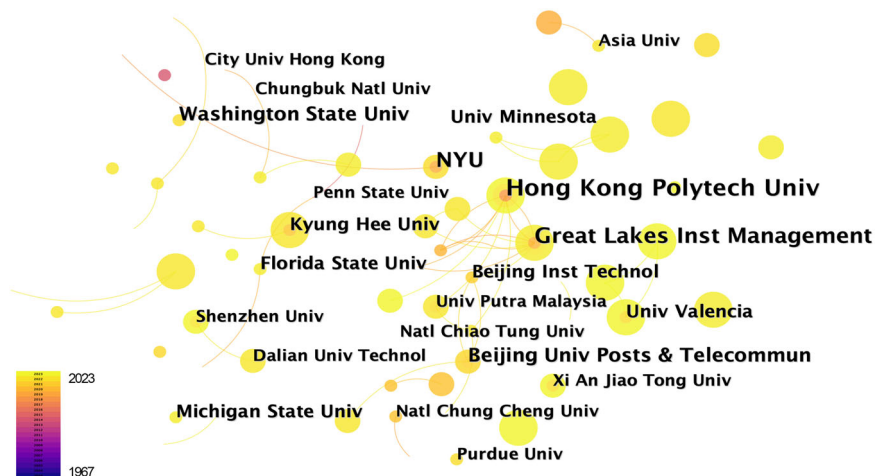 Asia Univ
City Univ Hong Kong
Chungbuk Natl Univ
Washington State Univ
Univ Minnesota
NYU
Penn State Univ
Hong Kong Polytech Univ
Kyung Hee Univ
Great Lakes Inst Management
Florida State Univ
Beijing Inst Technol
Univ Putra Malaysia
Univ Valencia
Shenzhen Univ
Natl Chiao Tung Univ
Dalian Univ Technol
Beijing Univ Posts & Telecommun
Xi An Jiao Tong Univ
2023
Michigan State Univ
Natl Chung Cheng Univ
Purdue Univ
1967